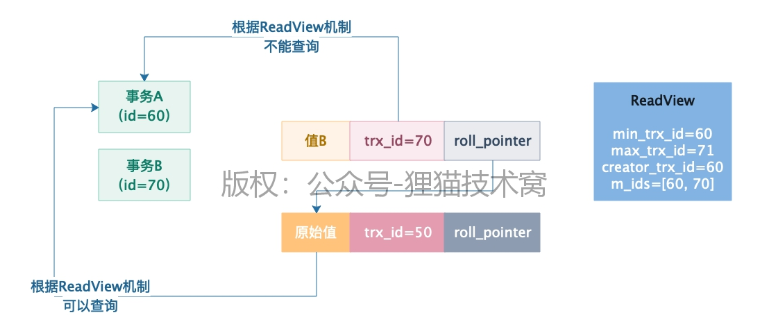 根据ReadView机制
不能查询
事务A
（id=60）
ReadView
值B
trx_id=70
roll_pointer
min_trx_id=60
max_trx_id=71
creator_trx_id=60
m_ids=[60, 70]
事务B
（id=70）
版权：公众号-狸猫技术窝
原始值
trx_id=50
roll_pointer
根据ReadView机制
可以查询